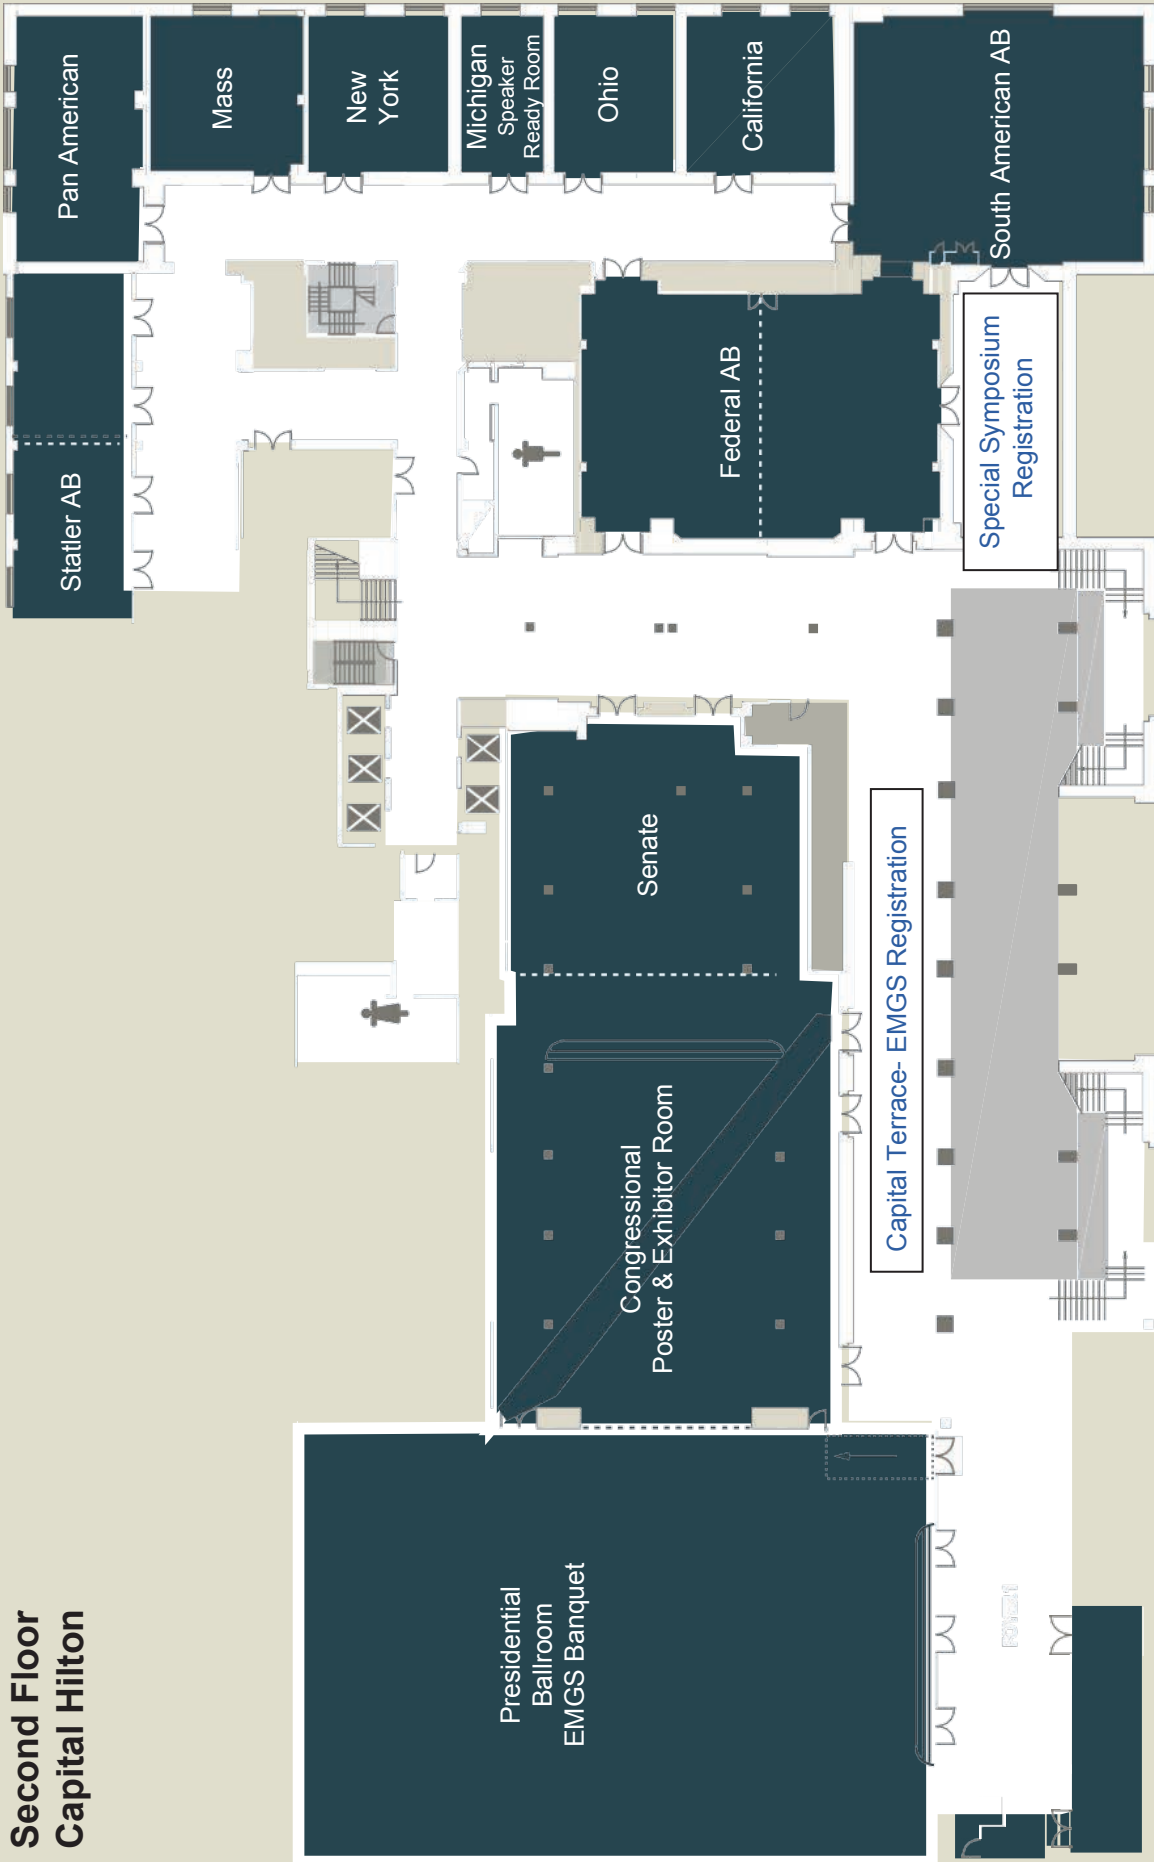 Second Floor
Capital Hilton
Pan American
Mass
New
York
Michigan
Speaker
Ready Room
Ohio
California
South American AB
Statler AB
Federal AB
Special Symposium
Registration
Senate
Capital Terrace- EMGS Registration
Congressional
Poster & Exhibitor Room
Presidential
Ballroom
EMGS Banquet
FOYER